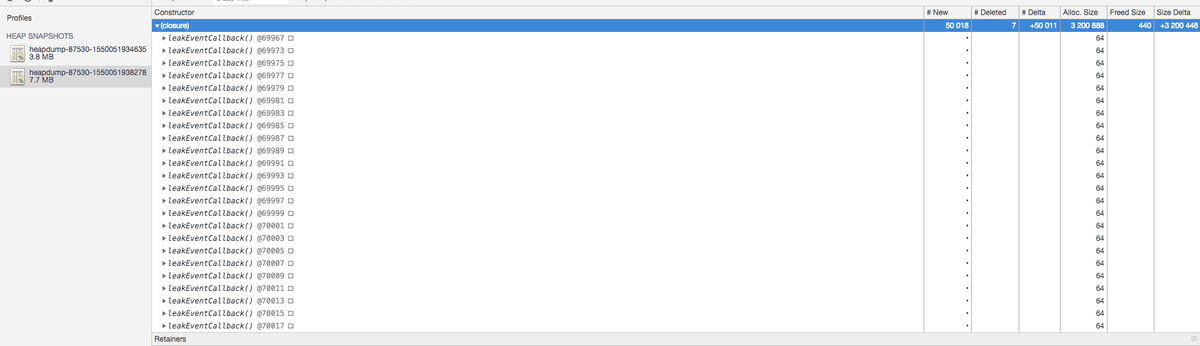 Profiles
HEAP SNAPSHOTS
heapdump-87530-1550051934635
3.8 MB
heapdump-87530-1550051938278
7.7 MB
Constructor # New # Deleted # Delta Alloc. Size Freed Size Size Delta
▼(closure) 50 018 7 +50 011 3 200 888 440 +3 200 448
▶leakEventCallback() @69967 • 64
▶leakEventCallback() @69973 • 64
▶leakEventCallback() @69975 • 64
▶leakEventCallback() @69977 • 64
▶leakEventCallback() @69979 • 64
▶leakEventCallback() @69981 • 64
▶leakEventCallback() @69983 • 64
▶leakEventCallback() @69985 • 64
▶leakEventCallback() @69987 • 64
▶leakEventCallback() @69989 • 64
▶leakEventCallback() @69991 • 64
▶leakEventCallback() @69993 • 64
▶leakEventCallback() @69995 • 64
▶leakEventCallback() @69997 • 64
▶leakEventCallback() @69999 • 64
▶leakEventCallback() @70001 • 64
▶leakEventCallback() @70003 • 64
▶leakEventCallback() @70005 • 64
▶leakEventCallback() @70007 • 64
▶leakEventCallback() @70009 • 64
▶leakEventCallback() @70011 • 64
▶leakEventCallback() @70013 • 64
▶leakEventCallback() @70015 • 64
▶leakEventCallback() @70017 • 64
Retainers